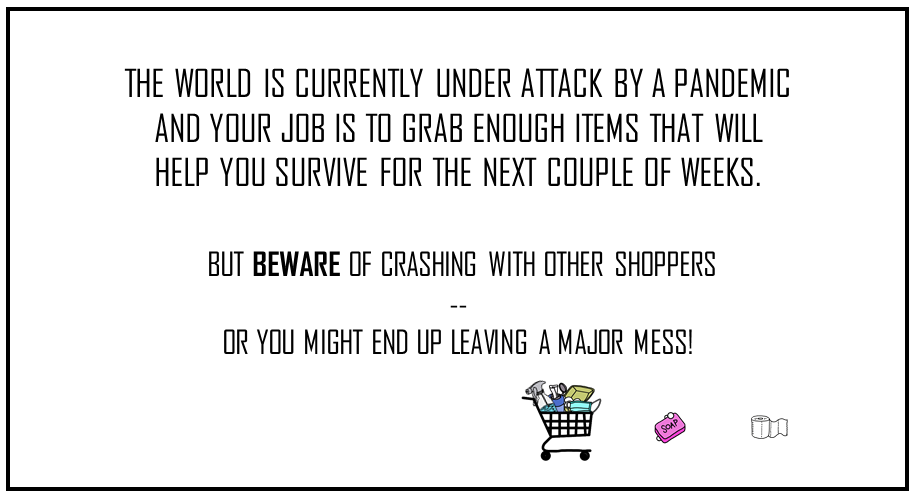 THE WORLD IS CURRENTLY UNDER ATTACK BY A PANDEMIC
AND YOUR JOB IS TO GRAB ENOUGH ITEMS THAT WILL
HELP YOU SURVIVE FOR THE NEXT COUPLE OF WEEKS.
BUT BEWARE OF CRASHING WITH OTHER SHOPPERS
--
OR YOU MIGHT END UP LEAVING A MAJOR MESS!
SOAP